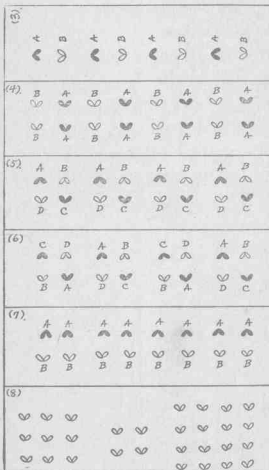 (3)
A B A B A B A B
(4)
B A B A B A B A
B A B A B A B A
(5)
A B A B A B A B
D C D C D C D C
(6)
C D A B C D A B
B A D C B A D C
(7)
A A A A A A A A
B B B B B B B B
(8)